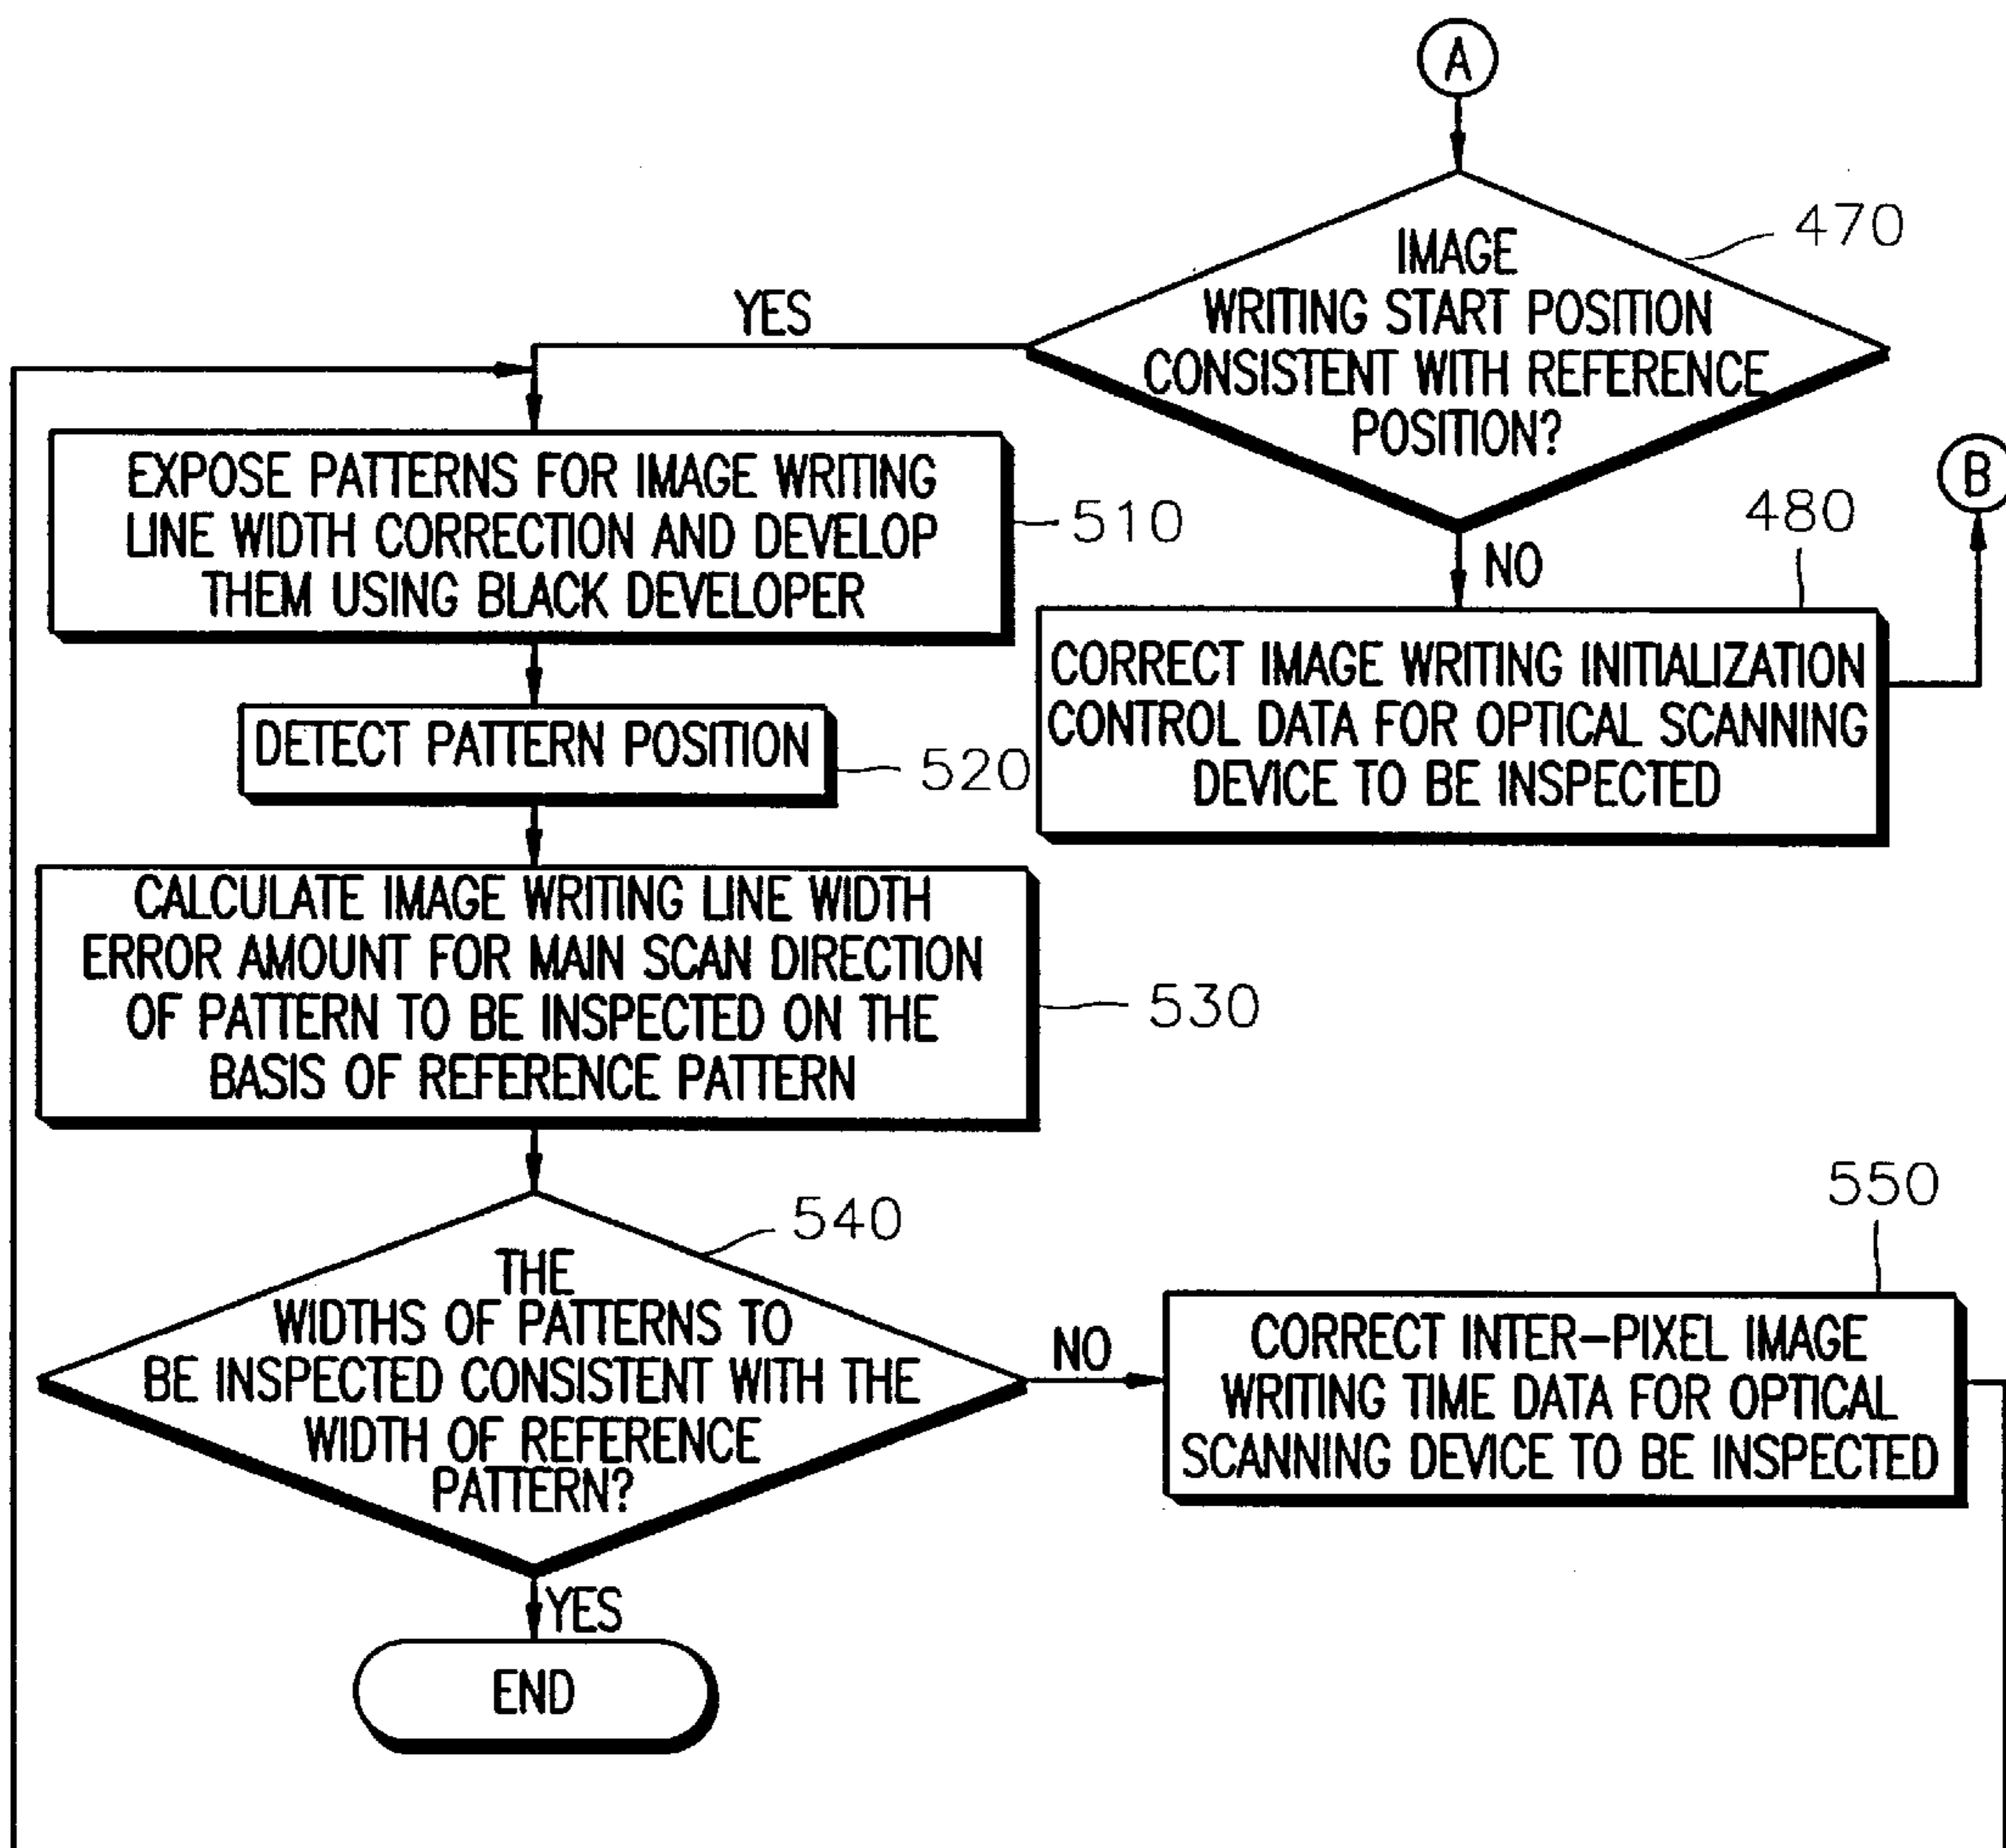 A
IMAGE
WRITING START POSITION
CONSISTENT WITH REFERENCE
POSITION?
470
YES
NO
B
480
CORRECT IMAGE WRITING INITIALIZATION
CONTROL DATA FOR OPTICAL SCANNING
DEVICE TO BE INSPECTED
EXPOSE PATTERNS FOR IMAGE WRITING
LINE WIDTH CORRECTION AND DEVELOP
THEM USING BLACK DEVELOPER
510
DETECT PATTERN POSITION
520
CALCULATE IMAGE WRITING LINE WIDTH
ERROR AMOUNT FOR MAIN SCAN DIRECTION
OF PATTERN TO BE INSPECTED ON THE
BASIS OF REFERENCE PATTERN
530
THE
WIDTHS OF PATTERNS TO
BE INSPECTED CONSISTENT WITH THE
WIDTH OF REFERENCE
PATTERN?
540
NO
550
CORRECT INTER-PIXEL IMAGE
WRITING TIME DATA FOR OPTICAL
SCANNING DEVICE TO BE INSPECTED
YES
END